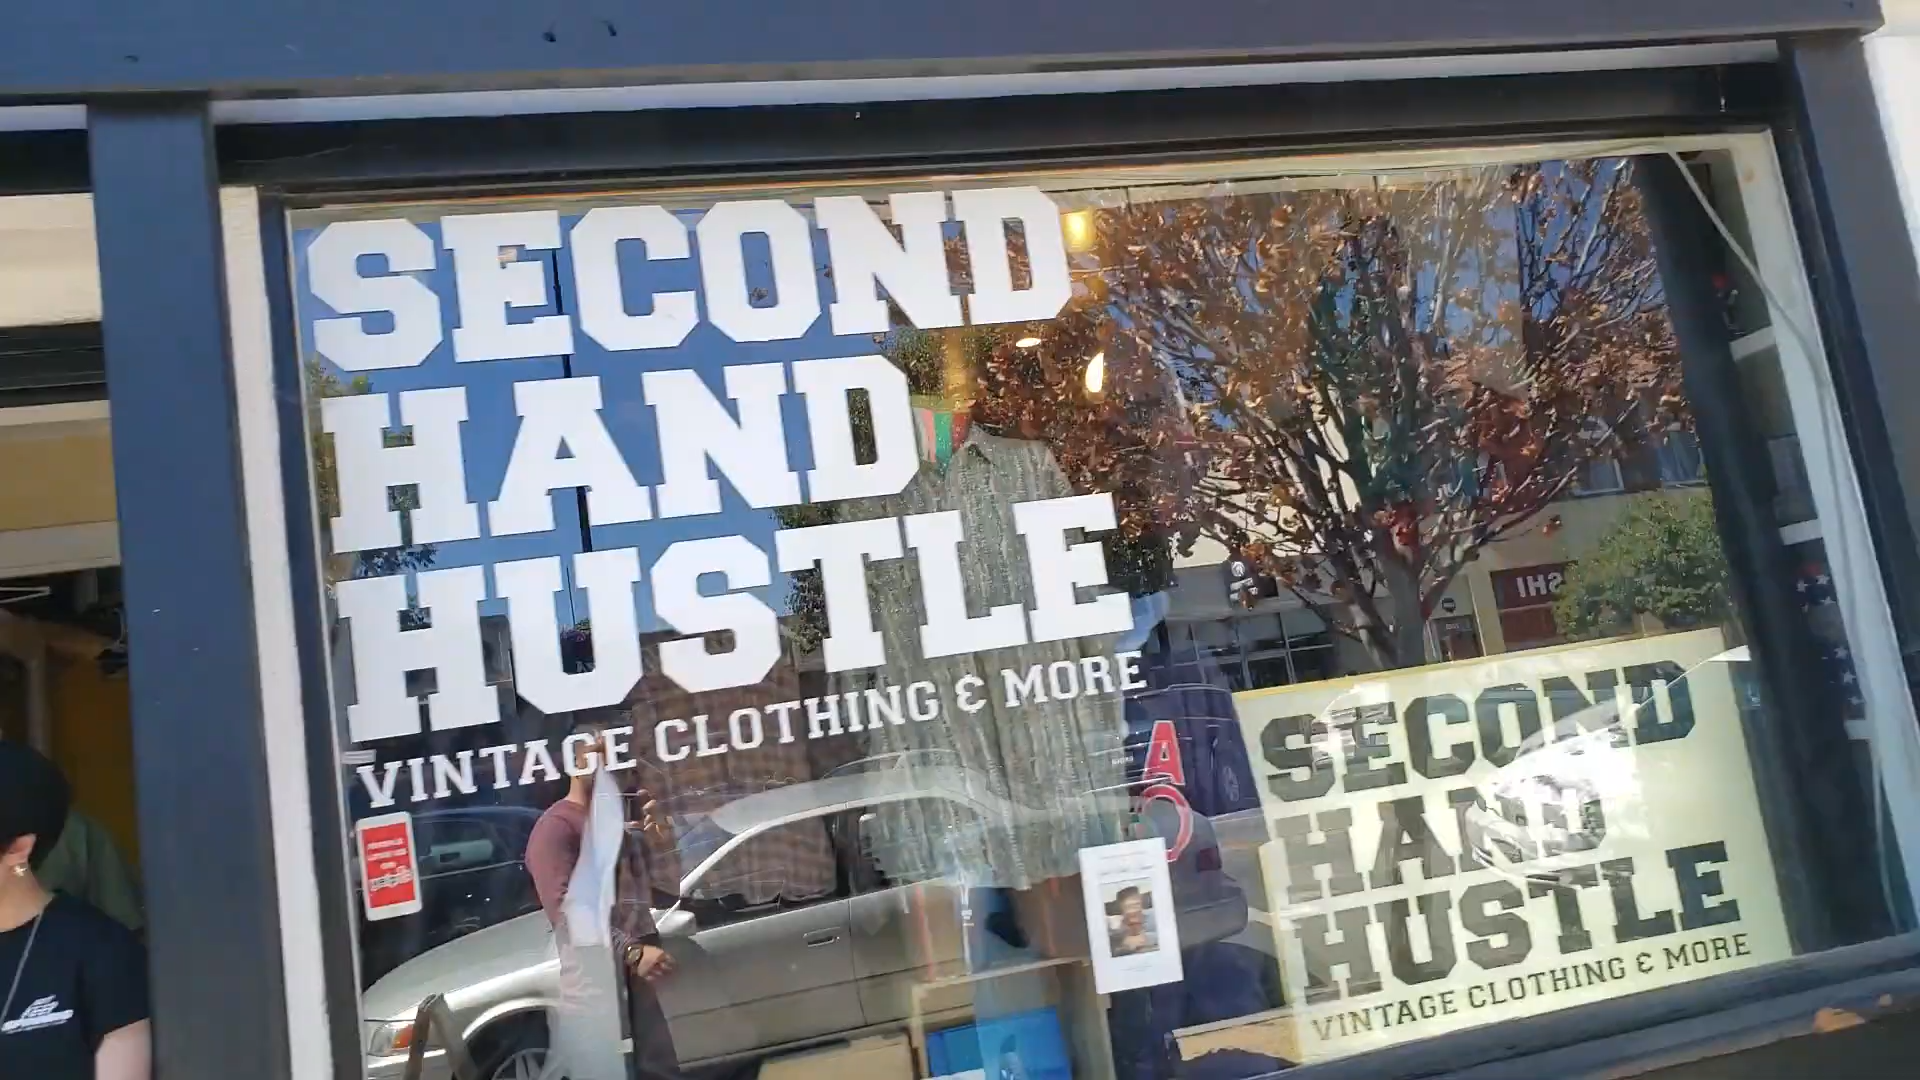 SECOND
HAND
HUSTLE
VINTAGE CLOTHING & MORE
A
SECOND
HAND
HUSTLE
VINTAGE CLOTHING & MORE